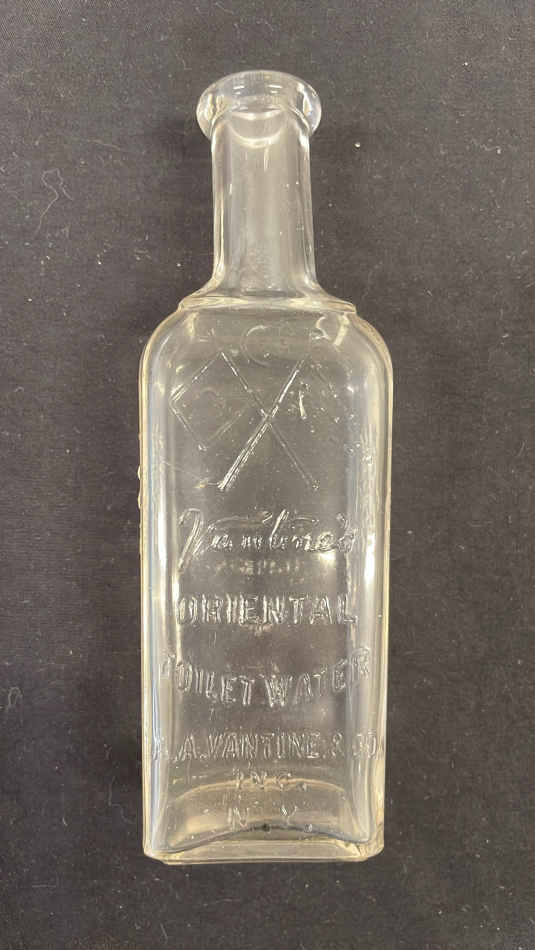 Vantine's
ORIENTAL
TOILET WATER
A.A. VANTINE & CO.
INC.
N.Y.